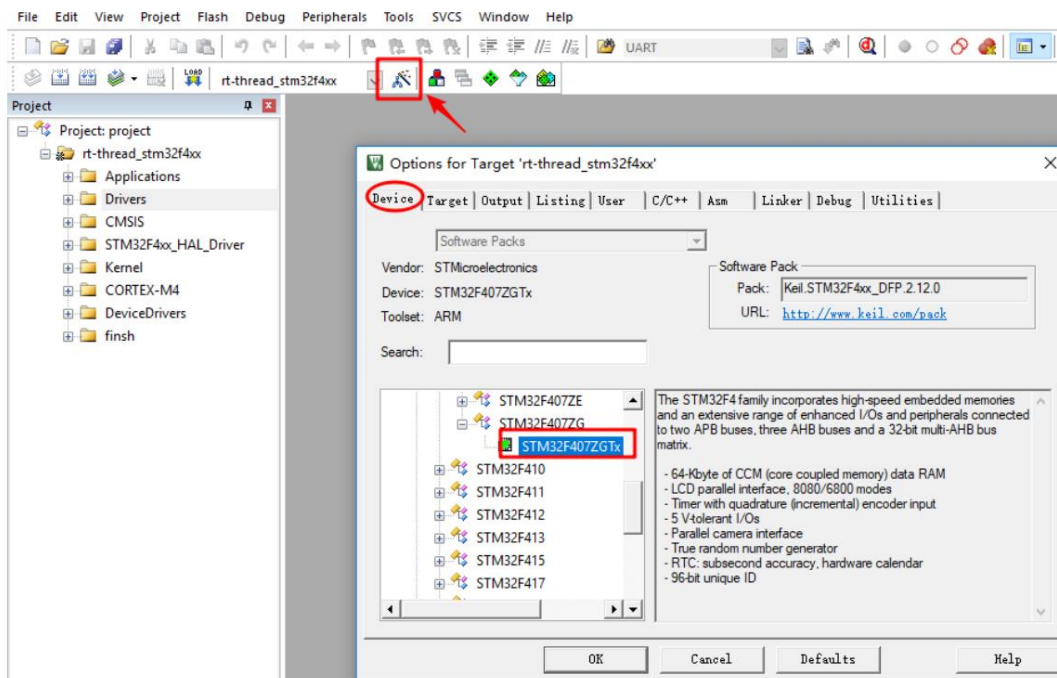 File Edit View Project Flash Debug Peripherals Tools SVCS Window Help
UART
LOAD
rt-thread_stm32f4xx
Project
Project: project
rt-thread_stm32f4xx
Applications
Drivers
CMSIS
STM32F4xx_HAL_Driver
Kernel
CORTEX-M4
DeviceDrivers
finsh
Options for Target 'rt-thread_stm32f4xx'
Device Target Output Listing User C/C++ Asm Linker Debug Utilities
Software Packs
Vendor: STMicroelectronics
Device: STM32F407ZGTx
Toolset: ARM
Search:
Software Pack
Pack: Keil.STM32F4xx_DFP.2.12.0
URL: http://www.keil.com/pack
STM32F407ZE
STM32F407ZG
STM32F407ZGTx
STM32F410
STM32F411
STM32F412
STM32F413
STM32F415
STM32F417
The STM32F4 family incorporates high-speed embedded memories
and an extensive range of enhanced I/Os and peripherals connected
to two APB buses, three AHB buses and a 32-bit multi-AHB bus
matrix.
- 64-Kbyte of CCM (core coupled memory) data RAM
- LCD parallel interface, 8080/6800 modes
- Timer with quadrature (incremental) encoder input
- 5 V-tolerant I/Os
- Parallel camera interface
- True random number generator
- RTC: subsecond accuracy, hardware calendar
- 96-bit unique ID
OK Cancel Defaults Help